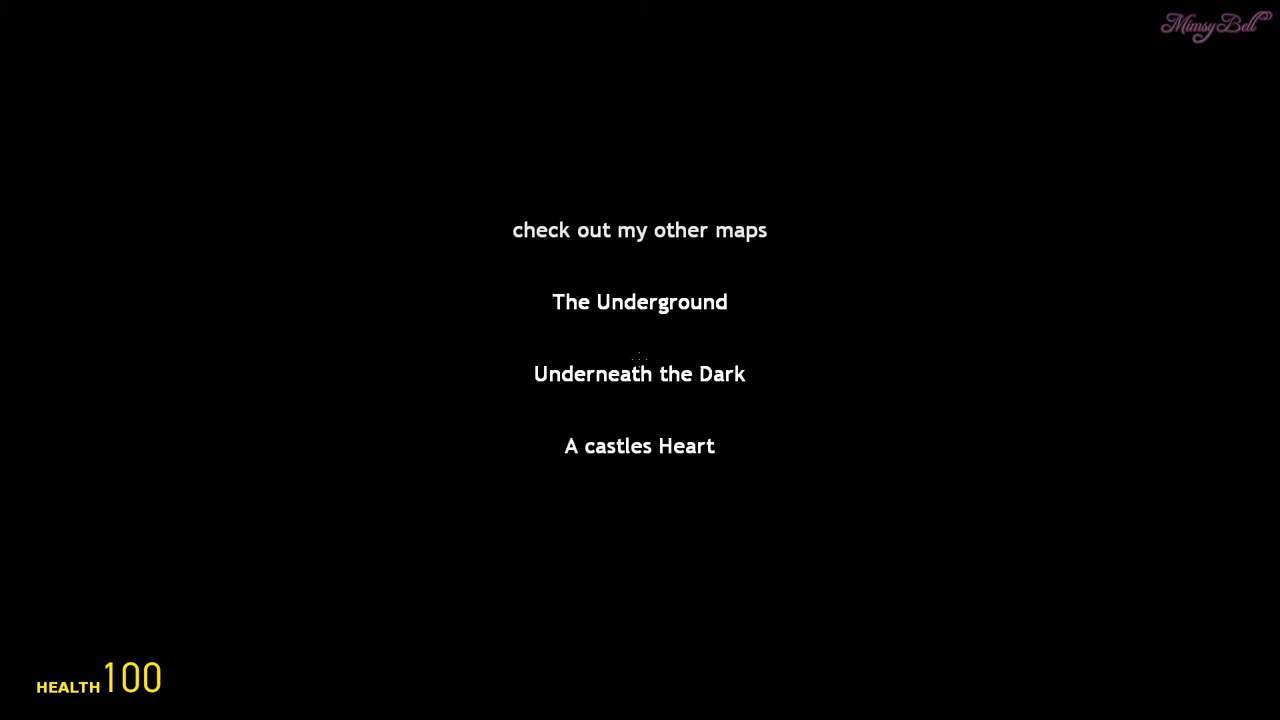 MimsyBell
check out my other maps
The Underground
Underneath the Dark
A castles Heart
HEALTH 100